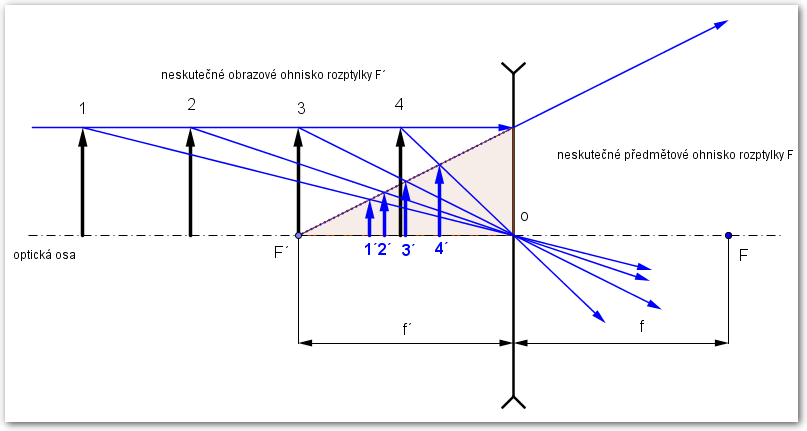 neskutečné obrazové ohnisko rozptylky F´
1
2
3
4
neskutečné předmětové ohnisko rozptylky F
O
optická osa
F´
1´
2´
3´
4´
F
f´
f